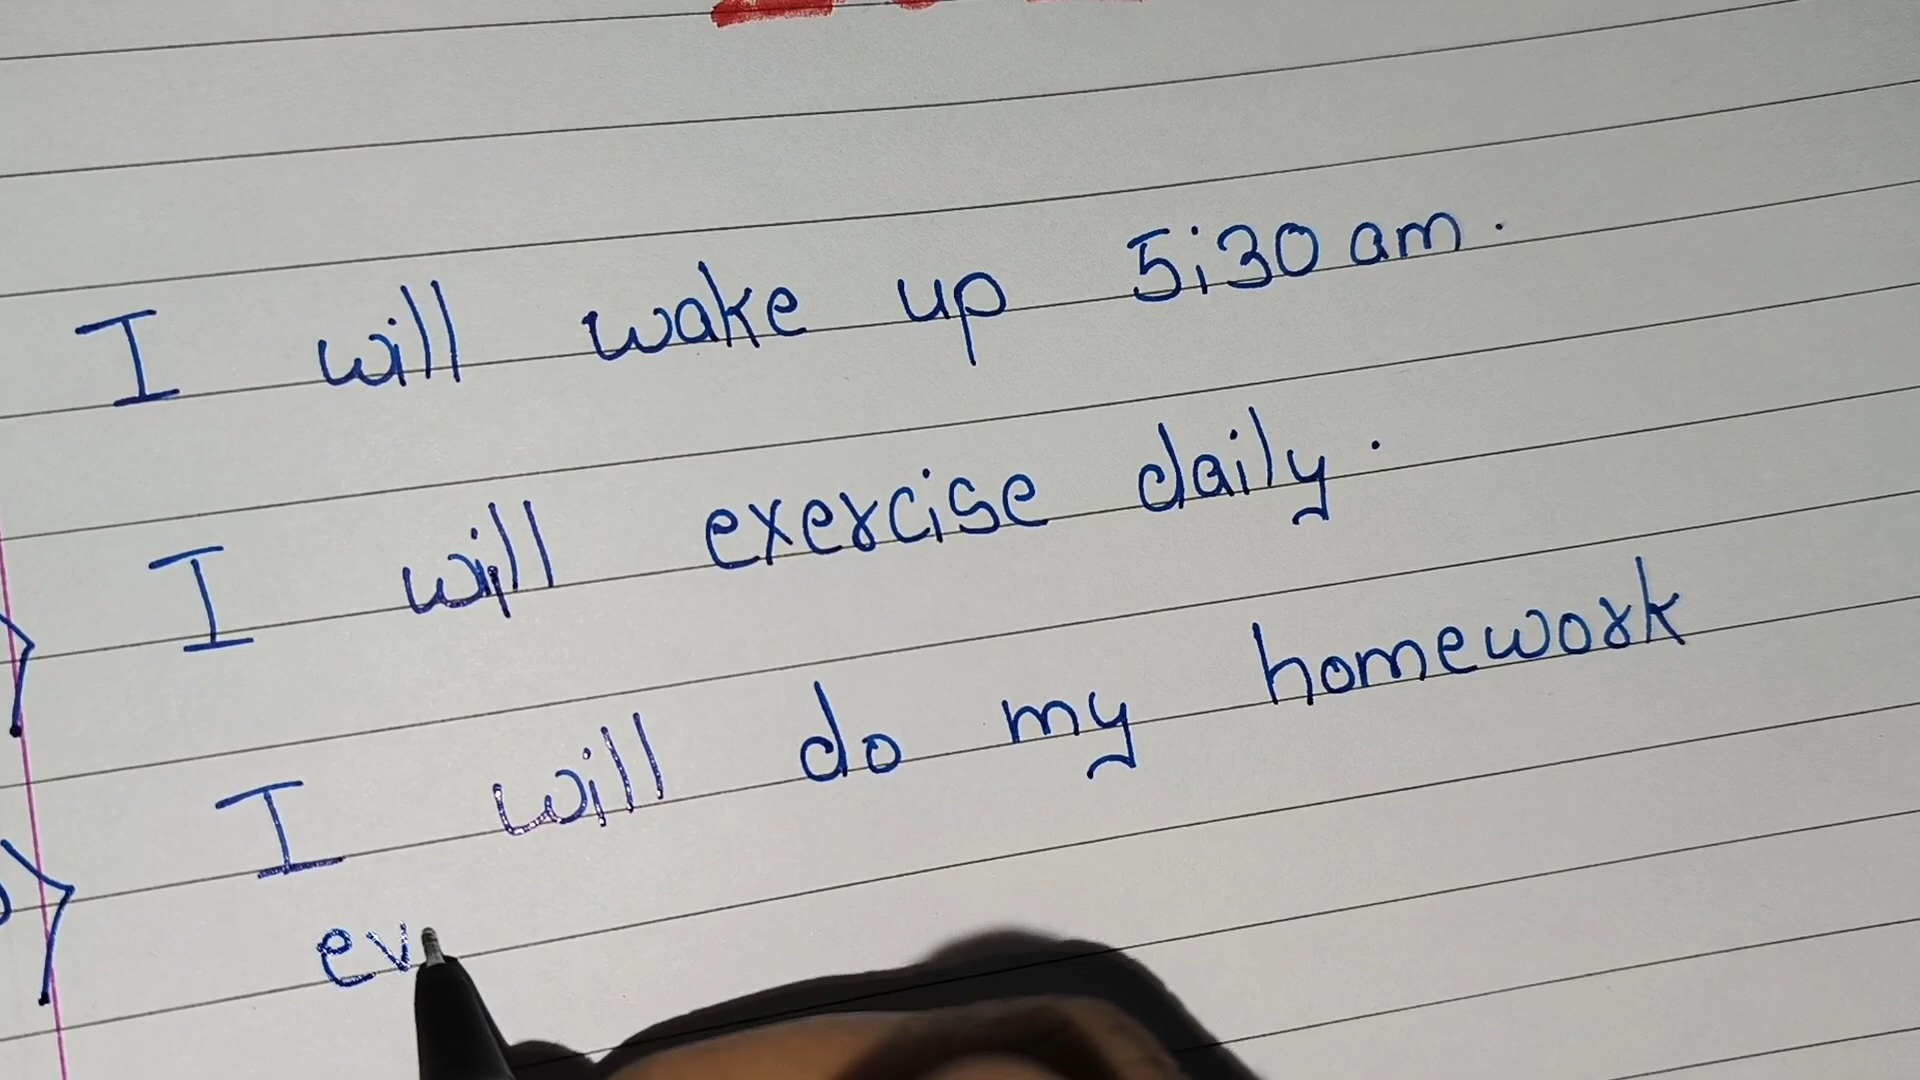 I will wake up 5:30 am.
I will exercise daily.
I will do my homework
ev